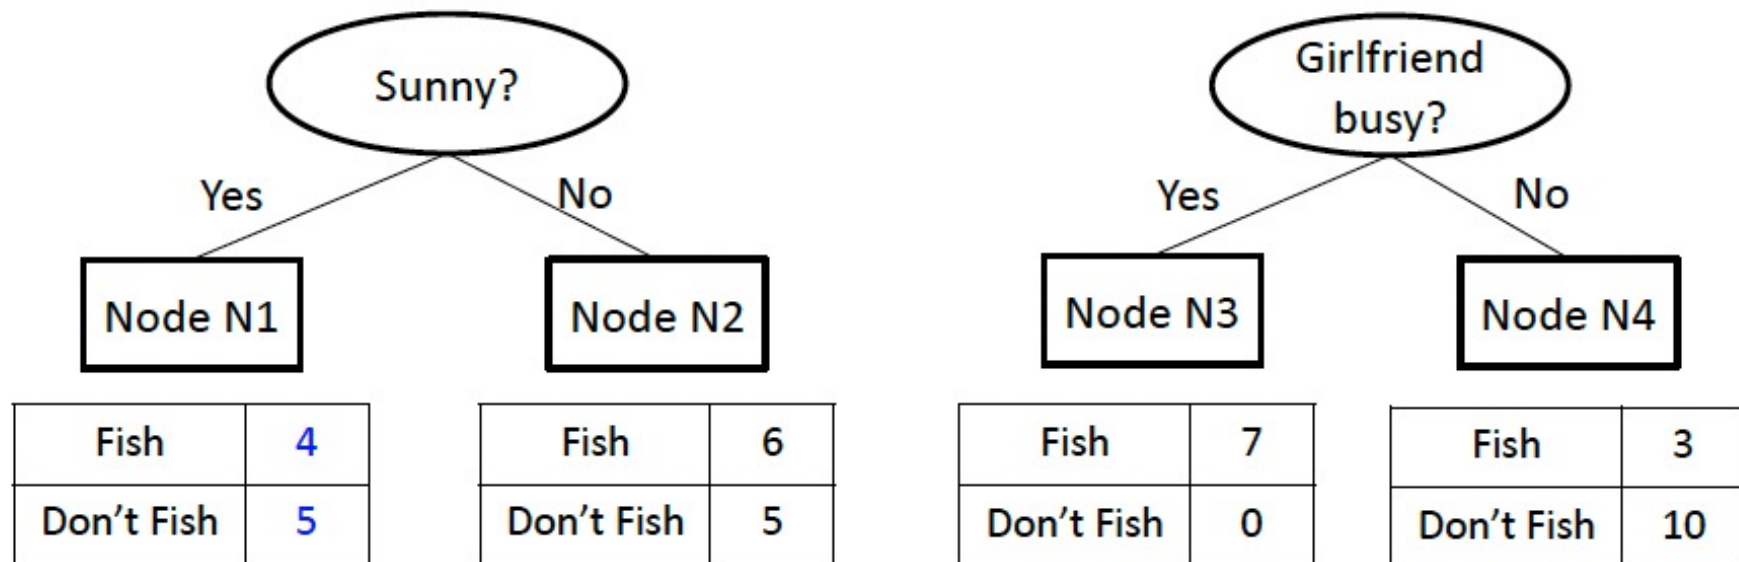 Sunny?
Girlfriend
busy?
Yes
No
Yes
No
Node N1
Node N2
Node N3
Node N4
Fish 4
Don't Fish 5
Fish 6
Don't Fish 5
Fish 7
Don't Fish 0
Fish 3
Don't Fish 10